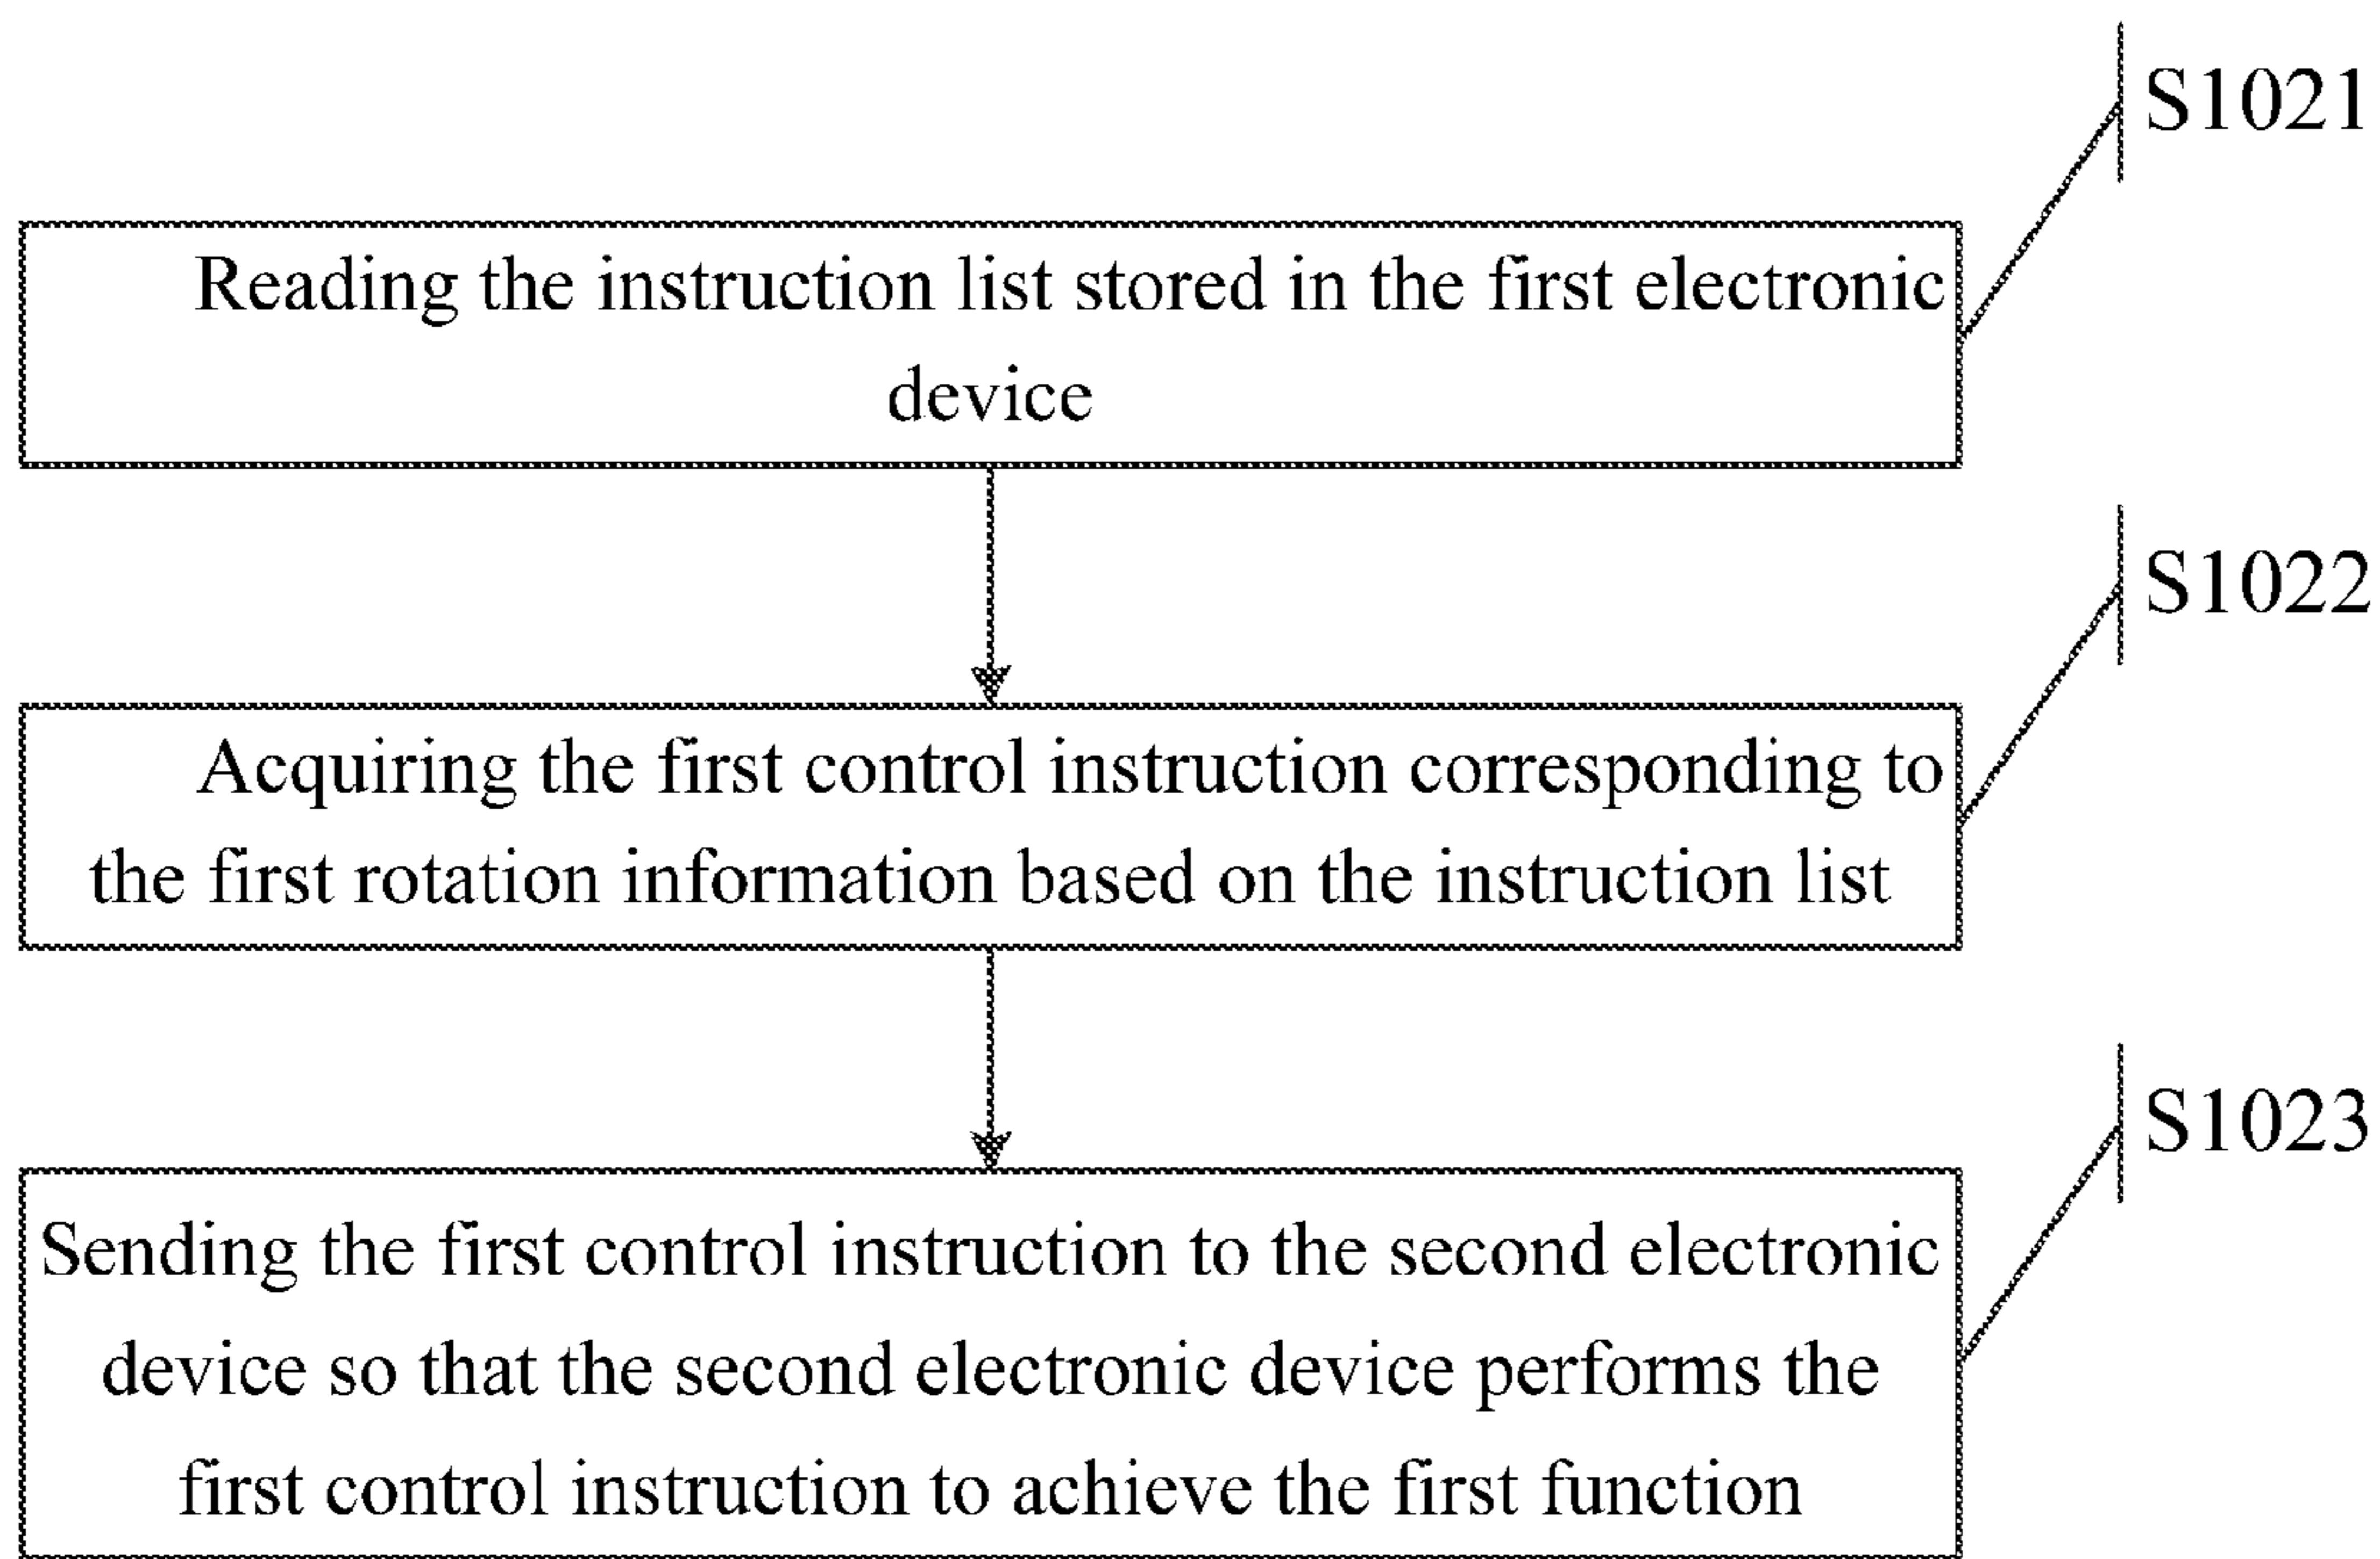 S1021
Reading the instruction list stored in the first electronic
device
S1022
Acquiring the first control instruction corresponding to
the first rotation information based on the instruction list
S1023
Sending the first control instruction to the second electronic
device so that the second electronic device performs the
first control instruction to achieve the first function